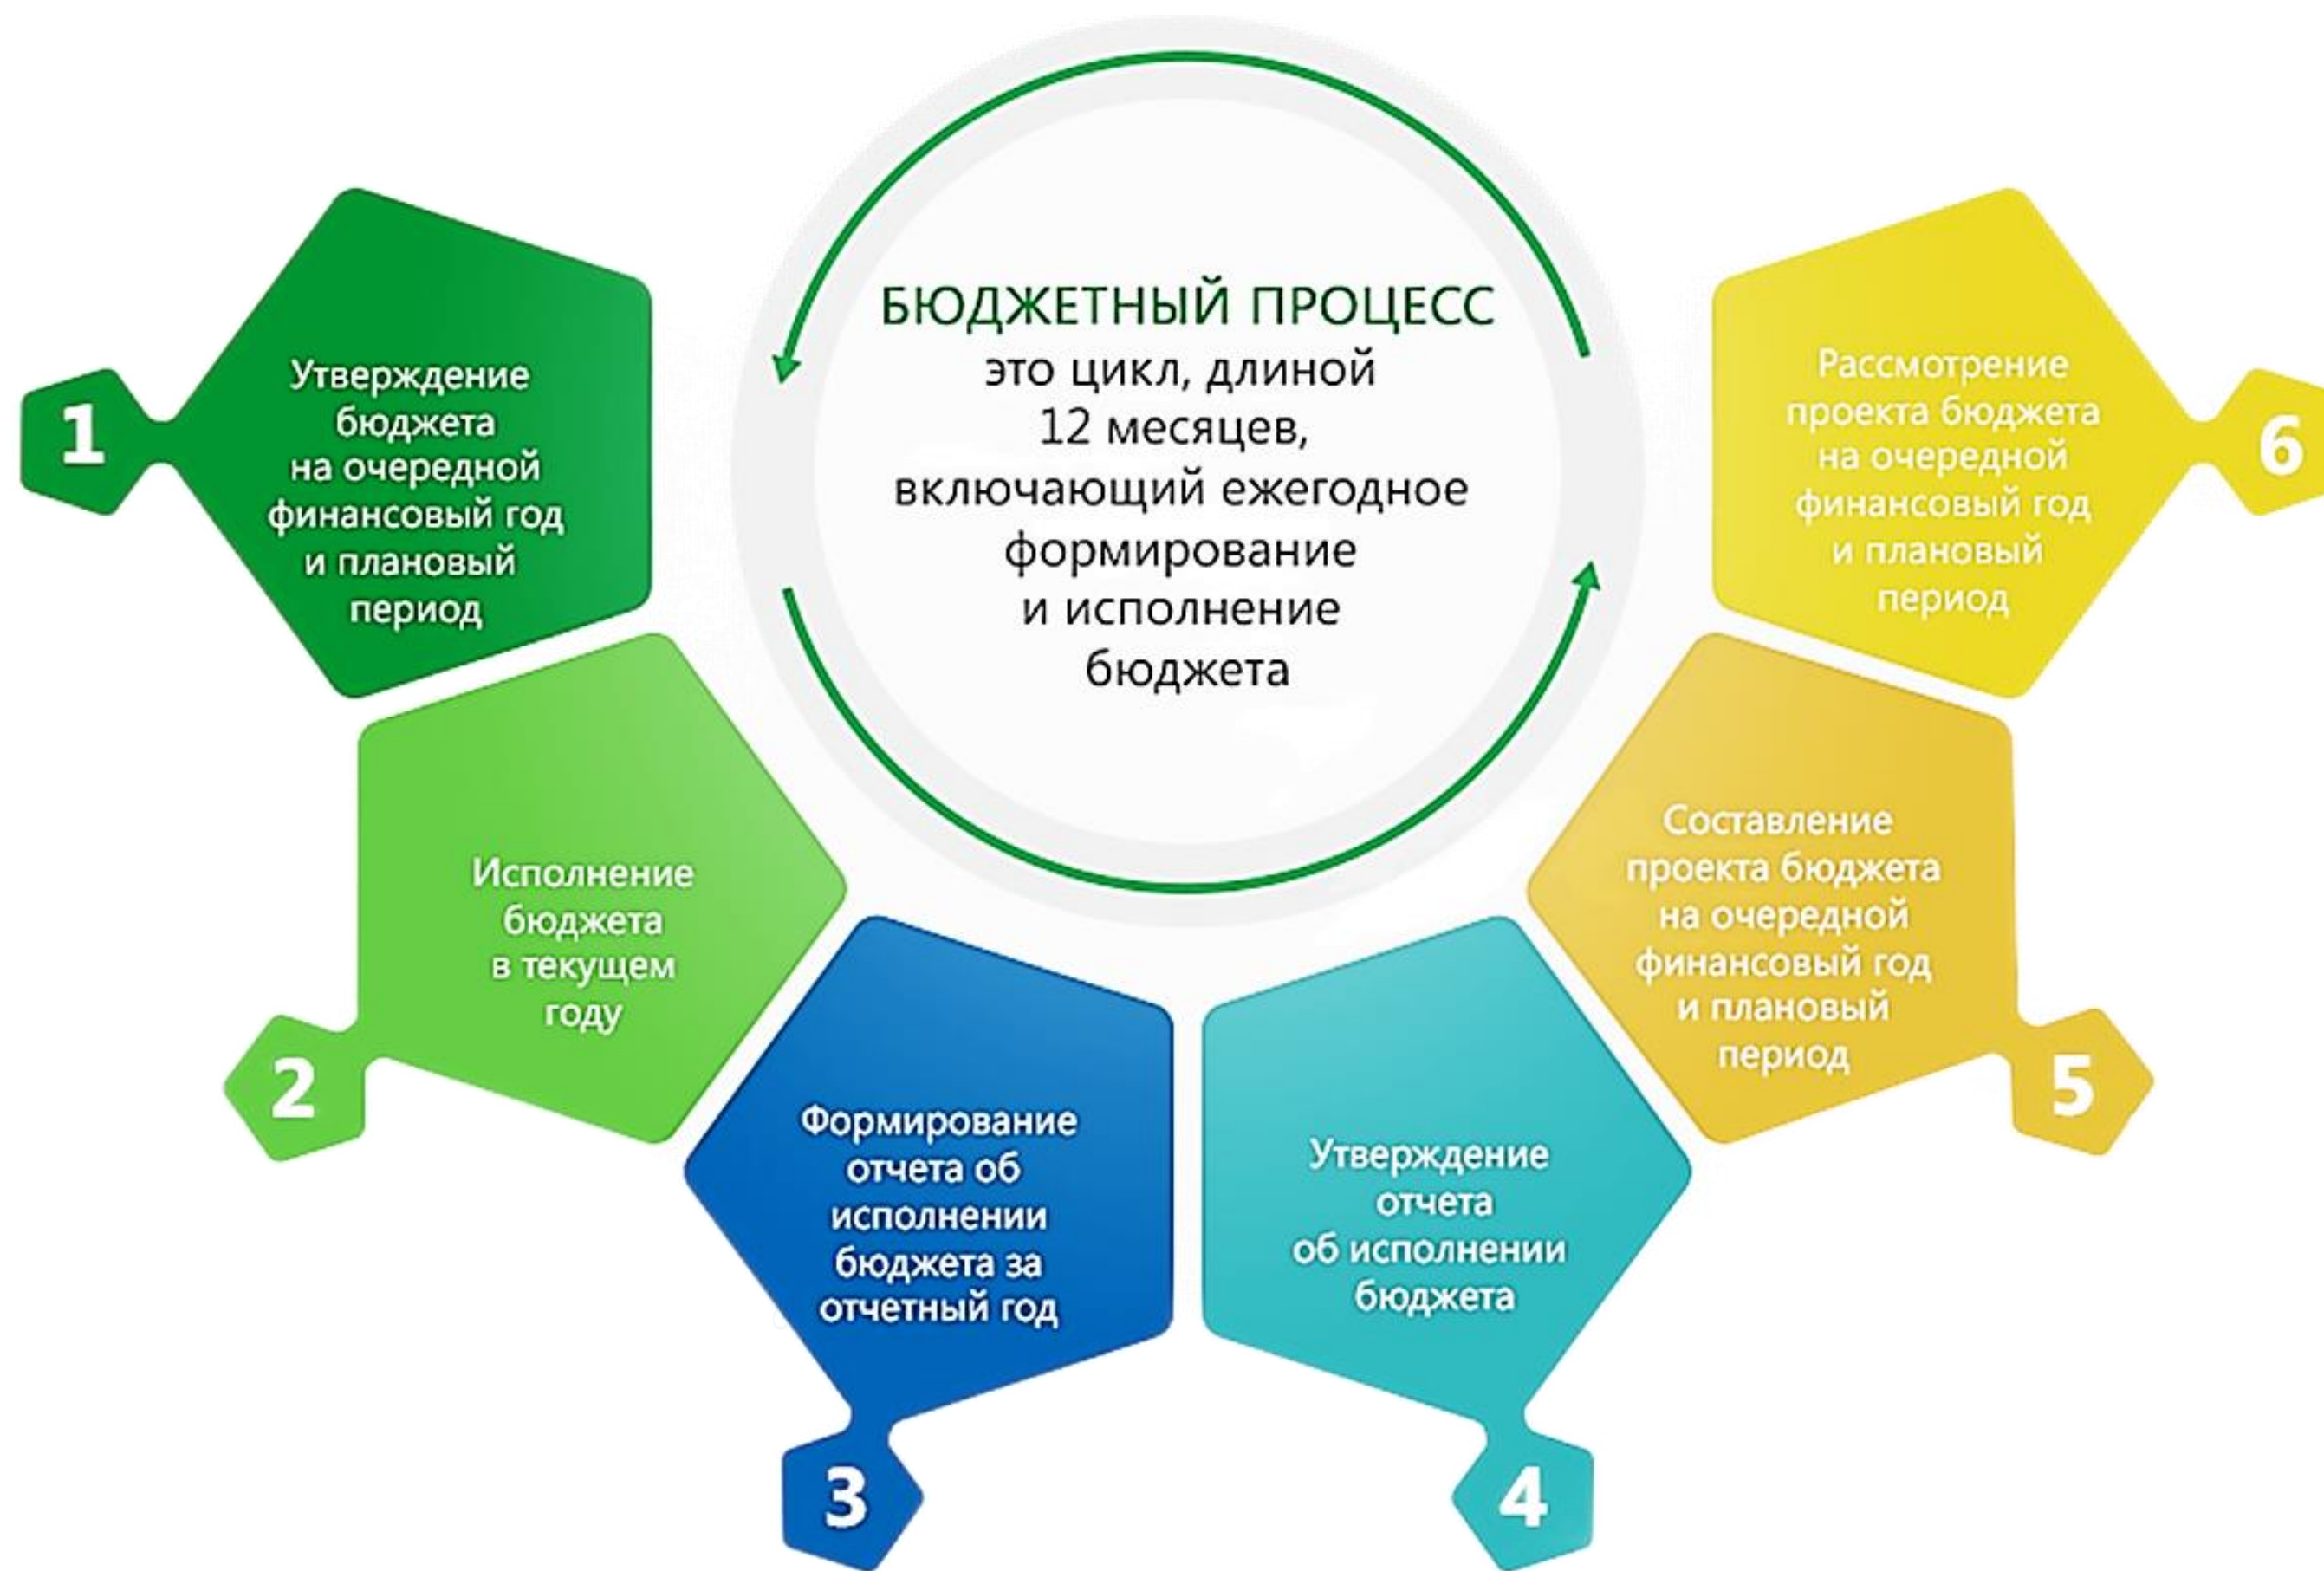 БЮДЖЕТНЫЙ ПРОЦЕСС
это цикл, длиной
12 месяцев,
включающий ежегодное
формирование
и исполнение
бюджета
1
Утверждение
бюджета
на очередной
финансовый год
и плановый
период
2
Исполнение
бюджета
в текущем
году
3
Формирование
отчета об
исполнении
бюджета за
отчетный год
4
Утверждение
отчета
об исполнении
бюджета
5
Составление
проекта бюджета
на очередной
финансовый год
и плановый
период
6
Рассмотрение
проекта бюджета
на очередной
финансовый год
и плановый
период